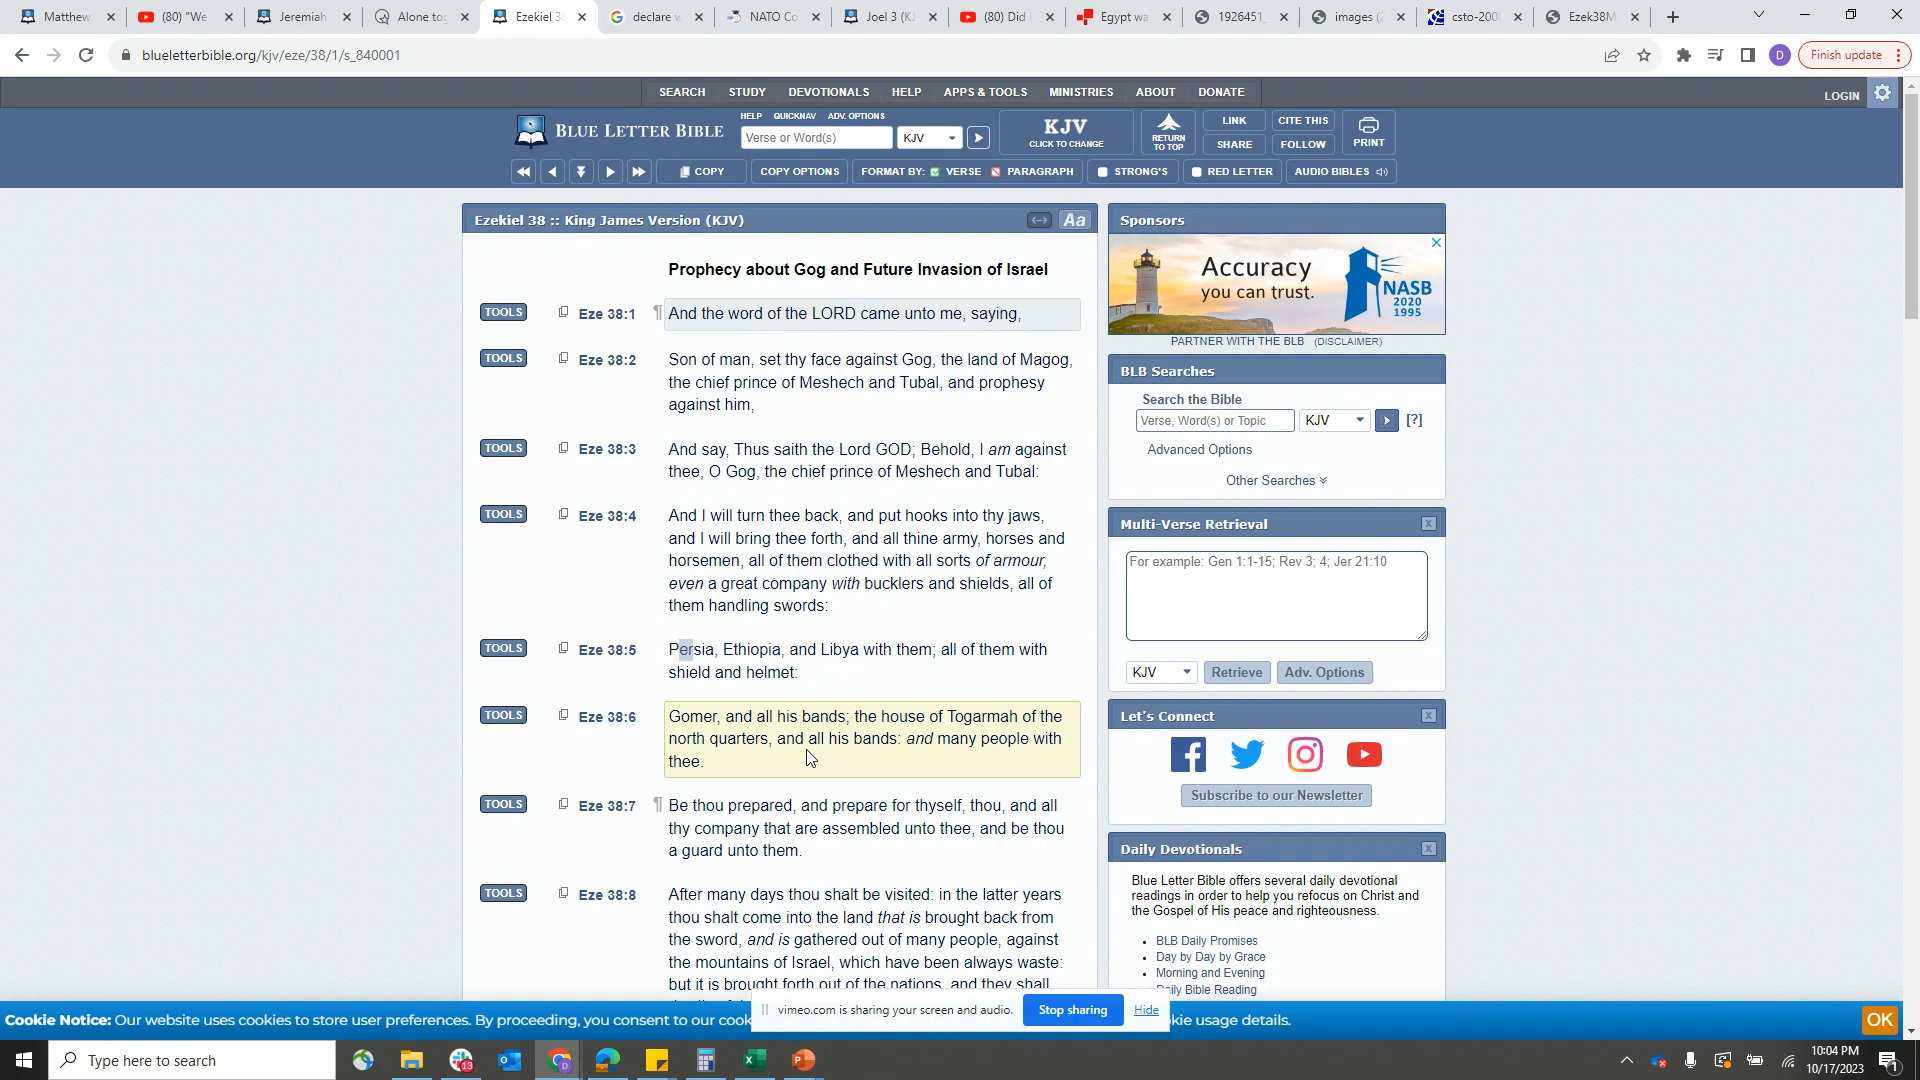 Matthew
(80) "We
Jeremiah
Alone tog
Ezekiel 38
declare w
NATO Co
Joel 3 (KJ
(80) Did
Egypt wa
1926451_
images (2
csto-200
Ezek38M
blueletterbible.org/kjv/eze/38/1/s_840001
D
Finish update
SEARCH STUDY DEVOTIONALS HELP APPS & TOOLS MINISTRIES ABOUT DONATE
LOGIN
BLUE LETTER BIBLE
HELP QUICKNAV ADV. OPTIONS
Verse or Word(s)
KJV
KJV
CLICK TO CHANGE
RETURN
TO TOP
LINK
CITE THIS
SHARE
FOLLOW
PRINT
COPY
COPY OPTIONS
FORMAT BY: VERSE PARAGRAPH
STRONG'S
RED LETTER
AUDIO BIBLES
Ezekiel 38 :: King James Version (KJV)
Aa
Prophecy about Gog and Future Invasion of Israel
TOOLS Eze 38:1 ¶ And the word of the LORD came unto me, saying,
TOOLS Eze 38:2 Son of man, set thy face against Gog, the land of Magog,
the chief prince of Meshech and Tubal, and prophesy
against him,
TOOLS Eze 38:3 And say, Thus saith the Lord GOD; Behold, I am against
thee, O Gog, the chief prince of Meshech and Tubal:
TOOLS Eze 38:4 And I will turn thee back, and put hooks into thy jaws,
and I will bring thee forth, and all thine army, horses and
horsemen, all of them clothed with all sorts of armour,
even a great company with bucklers and shields, all of
them handling swords:
TOOLS Eze 38:5 Persia, Ethiopia, and Libya with them; all of them with
shield and helmet:
TOOLS Eze 38:6 Gomer, and all his bands; the house of Togarmah of the
north quarters, and all his bands: and many people with
thee.
TOOLS Eze 38:7 ¶ Be thou prepared, and prepare for thyself, thou, and all
thy company that are assembled unto thee, and be thou
a guard unto them.
TOOLS Eze 38:8 After many days thou shalt be visited: in the latter years
thou shalt come into the land that is brought back from
the sword, and is gathered out of many people, against
the mountains of Israel, which have been always waste:
but it is brought forth out of the nations, and they shall
Sponsors
Accuracy
you can trust.
NASB
2020
1995
PARTNER WITH THE BLB (DISCLAIMER)
BLB Searches
Search the Bible
Verse, Word(s) or Topic
KJV
[?]
Advanced Options
Other Searches
Multi-Verse Retrieval
For example: Gen 1:1-15; Rev 3; 4; Jer 21:10
KJV
Retrieve
Adv. Options
Let's Connect
Subscribe to our Newsletter
Daily Devotionals
Blue Letter Bible offers several daily devotional
readings in order to help you refocus on Christ and
the Gospel of His peace and righteousness.
BLB Daily Promises
Day by Day by Grace
Morning and Evening
Daily Bible Reading
Cookie Notice: Our website uses cookies to store user preferences. By proceeding, you consent to our cook
kie usage details.
OK
vimeo.com is sharing your screen and audio.
Stop sharing
Hide
Type here to search
13
10:04 PM
10/17/2023
1